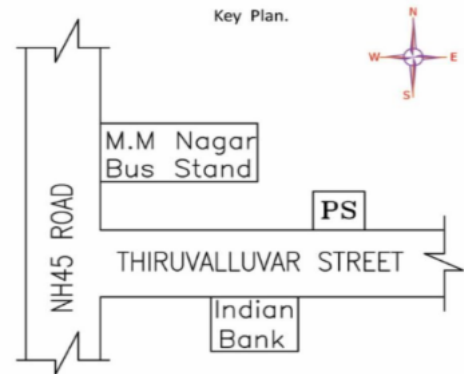 Key Plan.
N
W E
S
M.M Nagar
Bus Stand
PS
NH45 ROAD
THIRUVALLUVAR STREET
Indian
Bank